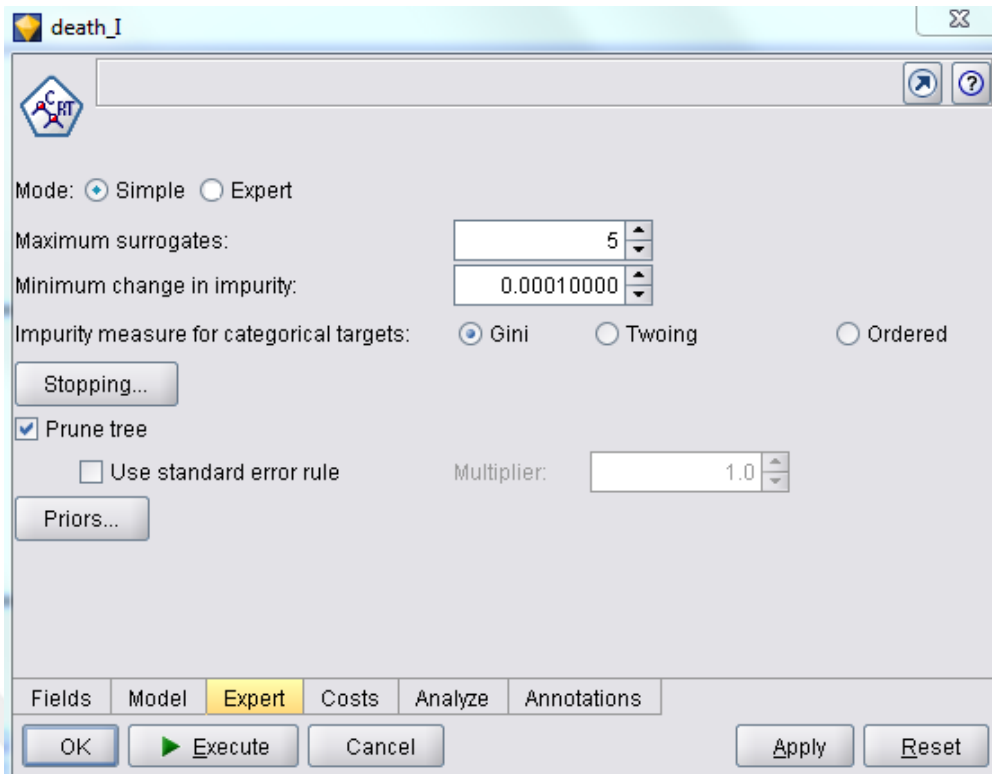 death_I
C RT
Mode: Simple Expert
Maximum surrogates: 5
Minimum change in impurity: 0.00010000
Impurity measure for categorical targets: Gini Twoing Ordered
Stopping...
Prune tree
Use standard error rule Multiplier: 1.0
Priors...
Fields Model Expert Costs Analyze Annotations
OK Execute Cancel Apply Reset